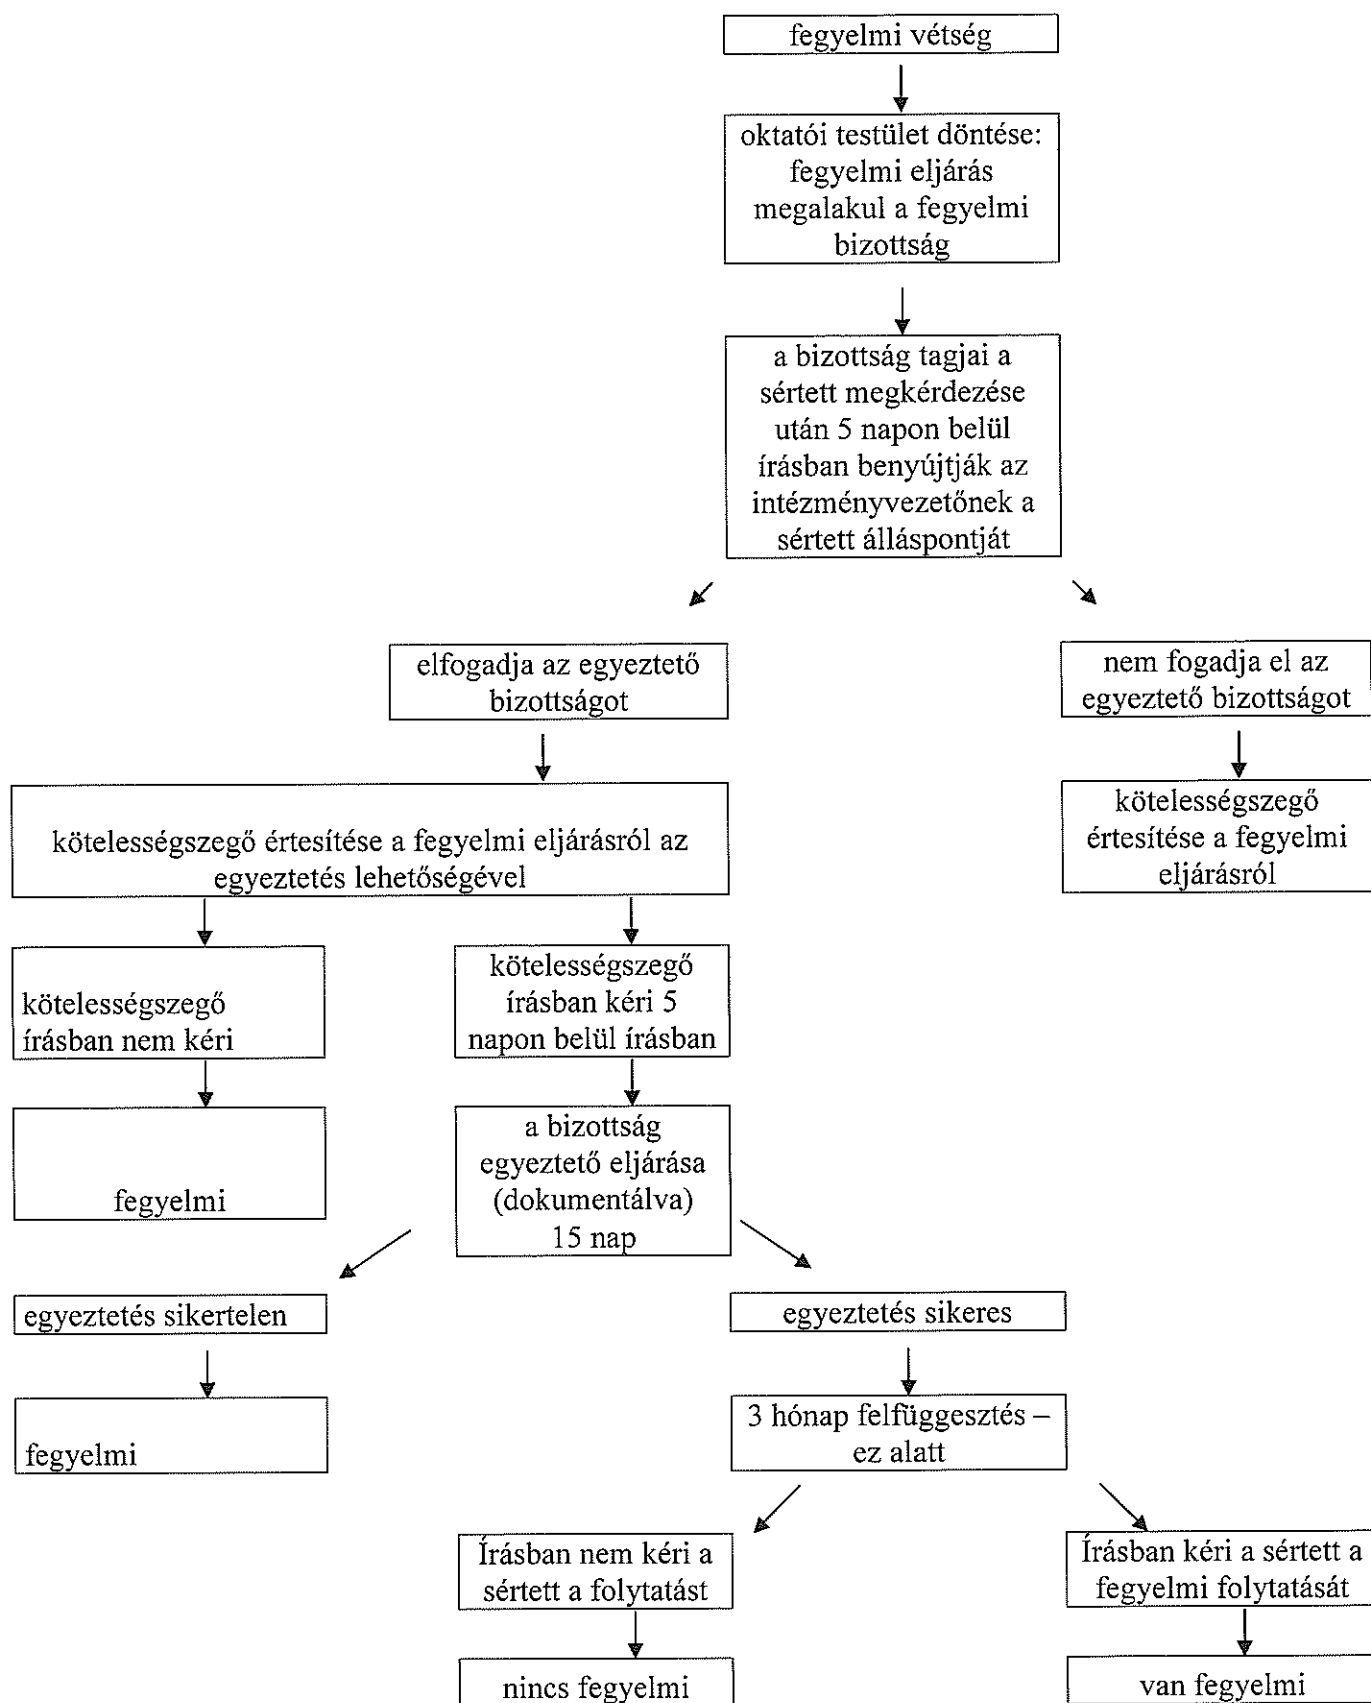 fegyelmi vétség
oktatói testület döntése:
fegyelmi eljárás
megalakul a fegyelmi
bizottság
a bizottság tagjai a
sértett megkérdezése
után 5 napon belül
írásban benyújtják az
intézményvezetőnek a
sértett álláspontját
elfogadja az egyeztető
bizottságot
nem fogadja el az
egyeztető bizottságot
kötelességszegő értesítése a fegyelmi eljárásról az
egyeztetés lehetőségével
kötelességszegő
értesítése a fegyelmi
eljárásról
kötelességszegő
írásban nem kéri
kötelességszegő
írásban kéri 5
napon belül írásban
fegyelmi
a bizottság
egyeztető eljárása
(dokumentálva)
15 nap
egyeztetés sikertelen
egyeztetés sikeres
fegyelmi
3 hónap felfüggesztés –
ez alatt
Írásban nem kéri a
sértett a folytatást
Írásban kéri a sértett a
fegyelmi folytatását
nincs fegyelmi
van fegyelmi